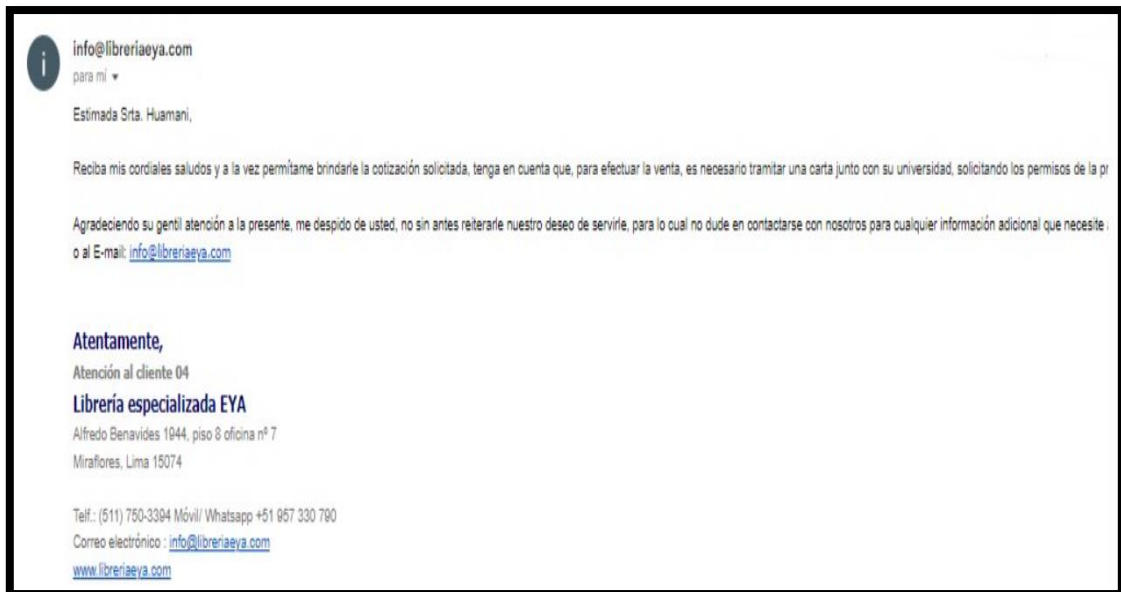 i
info@libreriaeya.com
para mí
Estimada Srta. Huamani,
Reciba mis cordiales saludos y a la vez permítame brindarle la cotización solicitada, tenga en cuenta que, para efectuar la venta, es necesario tramitar una carta junto con su universidad, solicitando los permisos de la pr
Agradeciendo su gentil atención a la presente, me despido de usted, no sin antes reiterarle nuestro deseo de servirle, para lo cual no dude en contactarse con nosotros para cualquier información adicional que necesite
o al E-mail: info@libreriaeya.com
Atentamente,
Atención al cliente 04
Librería especializada EYA
Alfredo Benavides 1944, piso 8 oficina nº 7
Miraflores, Lima 15074
Telf.: (511) 750-3394 Móvil/ Whatsapp +51 957 330 790
Correo electrónico : info@libreriaeya.com
www.libreriaeya.com